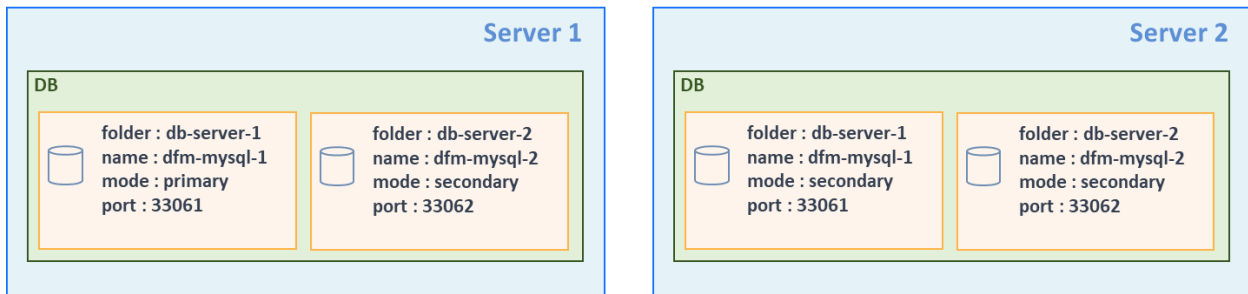 Server 1
DB
folder : db-server-1
name : dfm-mysql-1
mode : primary
port : 33061
folder : db-server-2
name : dfm-mysql-2
mode : secondary
port : 33062
Server 2
DB
folder : db-server-1
name : dfm-mysql-1
mode : secondary
port : 33061
folder : db-server-2
name : dfm-mysql-2
mode : secondary
port : 33062